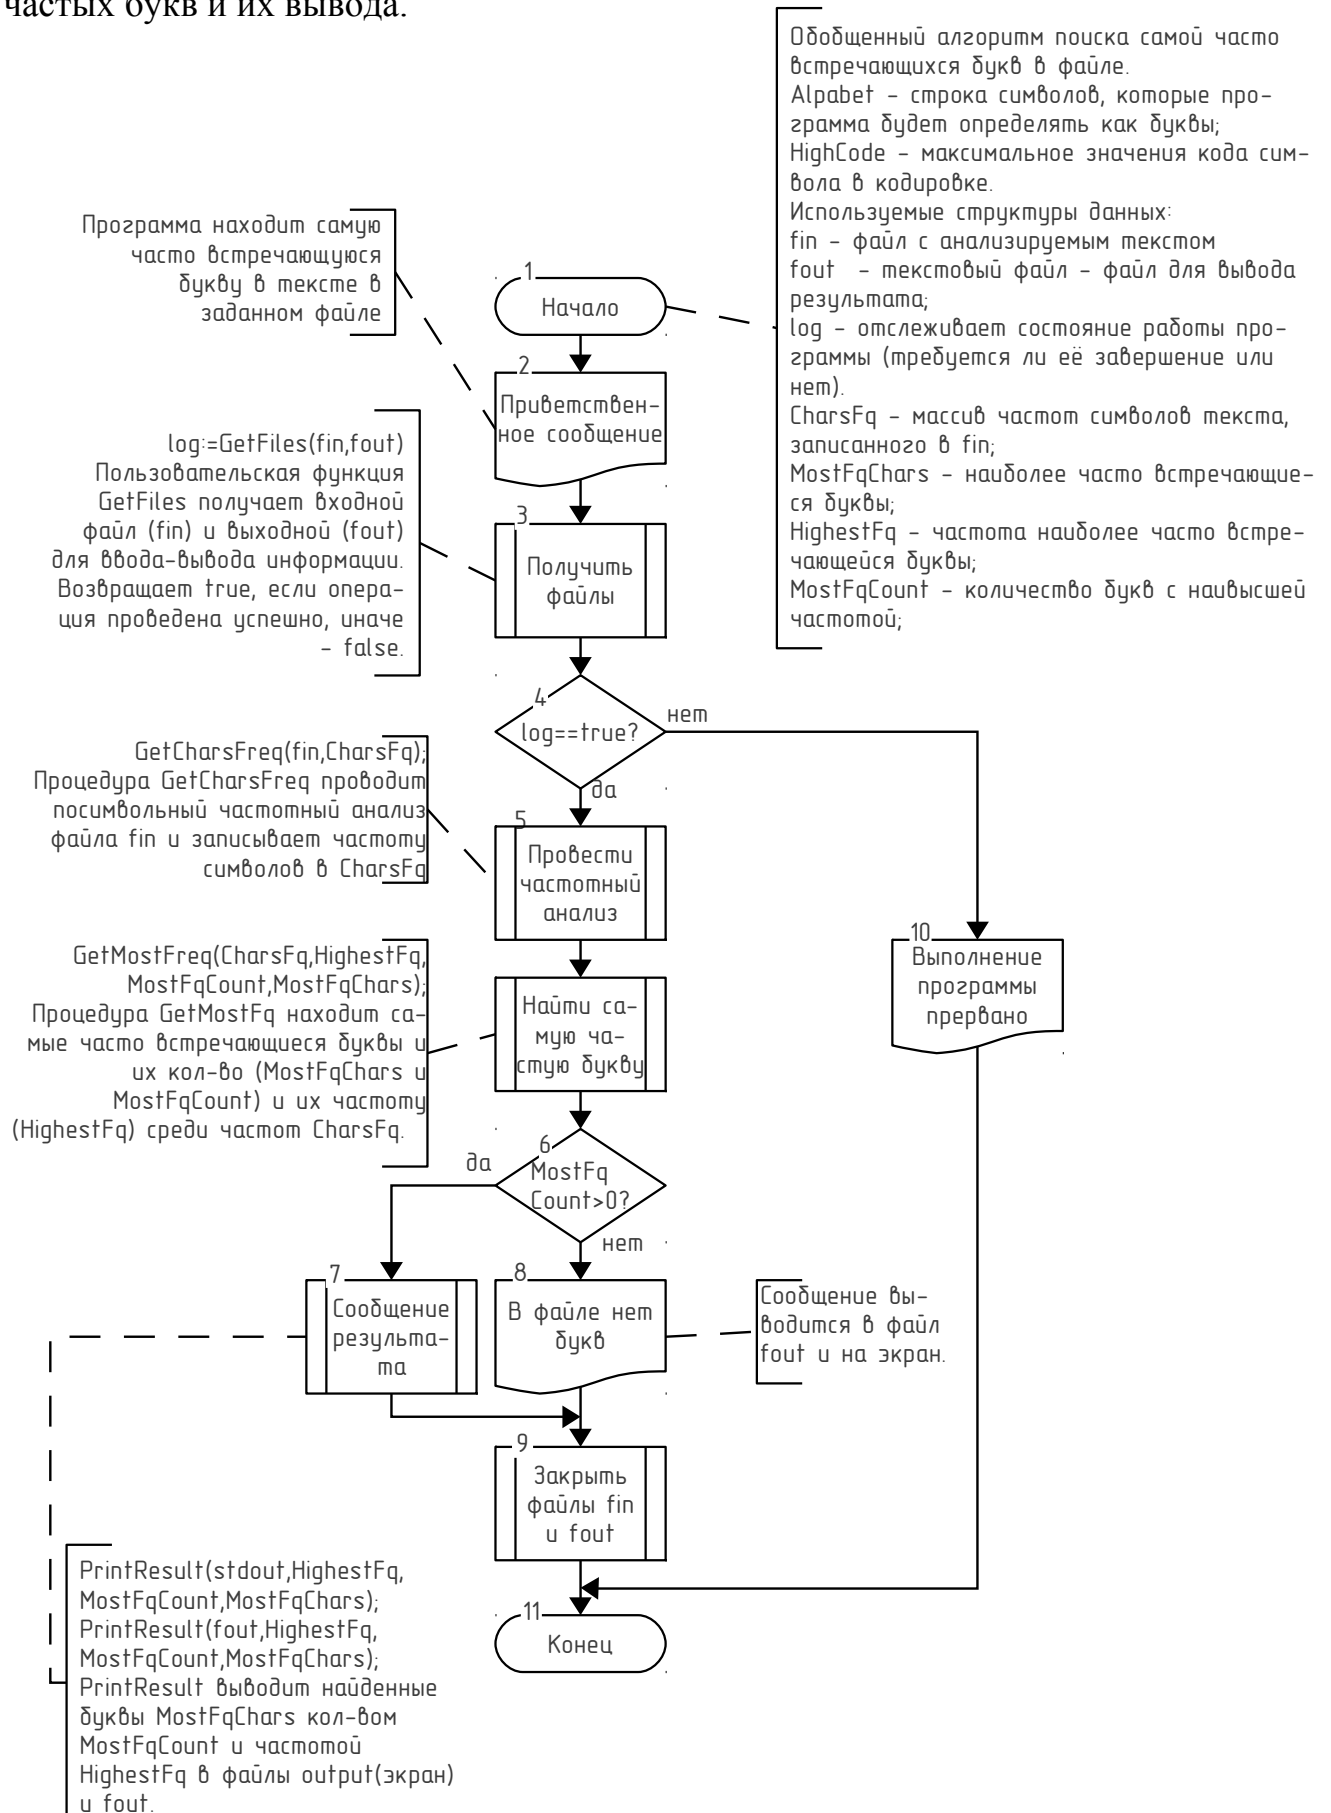 частых букв и их вывода.
Обобщенный алгоритм поиска самой часто
встречающихся букв в файле.
Alpabet – строка символов, которые про–
грамма будет определять как буквы;
HighCode – максимальное значения кода сим–
вола в кодировке.
Используемые структуры данных:
fin – файл с анализируемым текстом
fout – текстовый файл – файл для вывода
результата;
log – отслеживает состояние работы про–
граммы (требуется ли её завершение или
нет).
CharsFq – массив частот символов текста,
записанного в fin;
MostFqChars – наиболее часто встречающие–
ся буквы;
HighestFq – частота наиболее часто встре–
чающейся буквы;
MostFqCount – количество букв с наивысшей
частотой;
Программа находит самую
часто встречающуюся
букву в тексте в
заданном файле
1
Начало
2
Приветствен–
ное сообщение
log:=GetFiles(fin,fout)
Пользовательская функция
GetFiles получает входной
файл (fin) и выходной (fout)
для ввода–вывода информации.
Возвращает true, если опера–
ция проведена успешно, иначе
– false.
3
Получить
файлы
4
log==true?
нет
да
GetCharsFreq(fin,CharsFq);
Процедура GetCharsFreq проводит
посимвольный частотный анализ
файла fin и записывает частоту
символов в CharsFq
5
Провести
частотный
анализ
10
Выполнение
программы
прервано
GetMostFreq(CharsFq,HighestFq,
MostFqCount,MostFqChars);
Процедура GetMostFq находит са–
мые часто встречающиеся буквы и
их кол–во (MostFqChars и
MostFqCount) и их частоту
(HighestFq) среди частот CharsFq.
Найти са–
мую ча–
стую букву
6
MostFq
Count>0?
да
нет
7
Сообщение
результа–
та
8
В файле нет
букв
Сообщение вы–
водится в файл
fout и на экран.
9
Закрыть
файлы fin
и fout
PrintResult(stdout,HighestFq,
MostFqCount,MostFqChars);
PrintResult(fout,HighestFq,
MostFqCount,MostFqChars);
PrintResult выводит найденные
буквы MostFqChars кол–вом
MostFqCount и частотой
HighestFq в файлы output(экран)
и fout.
11
Конец